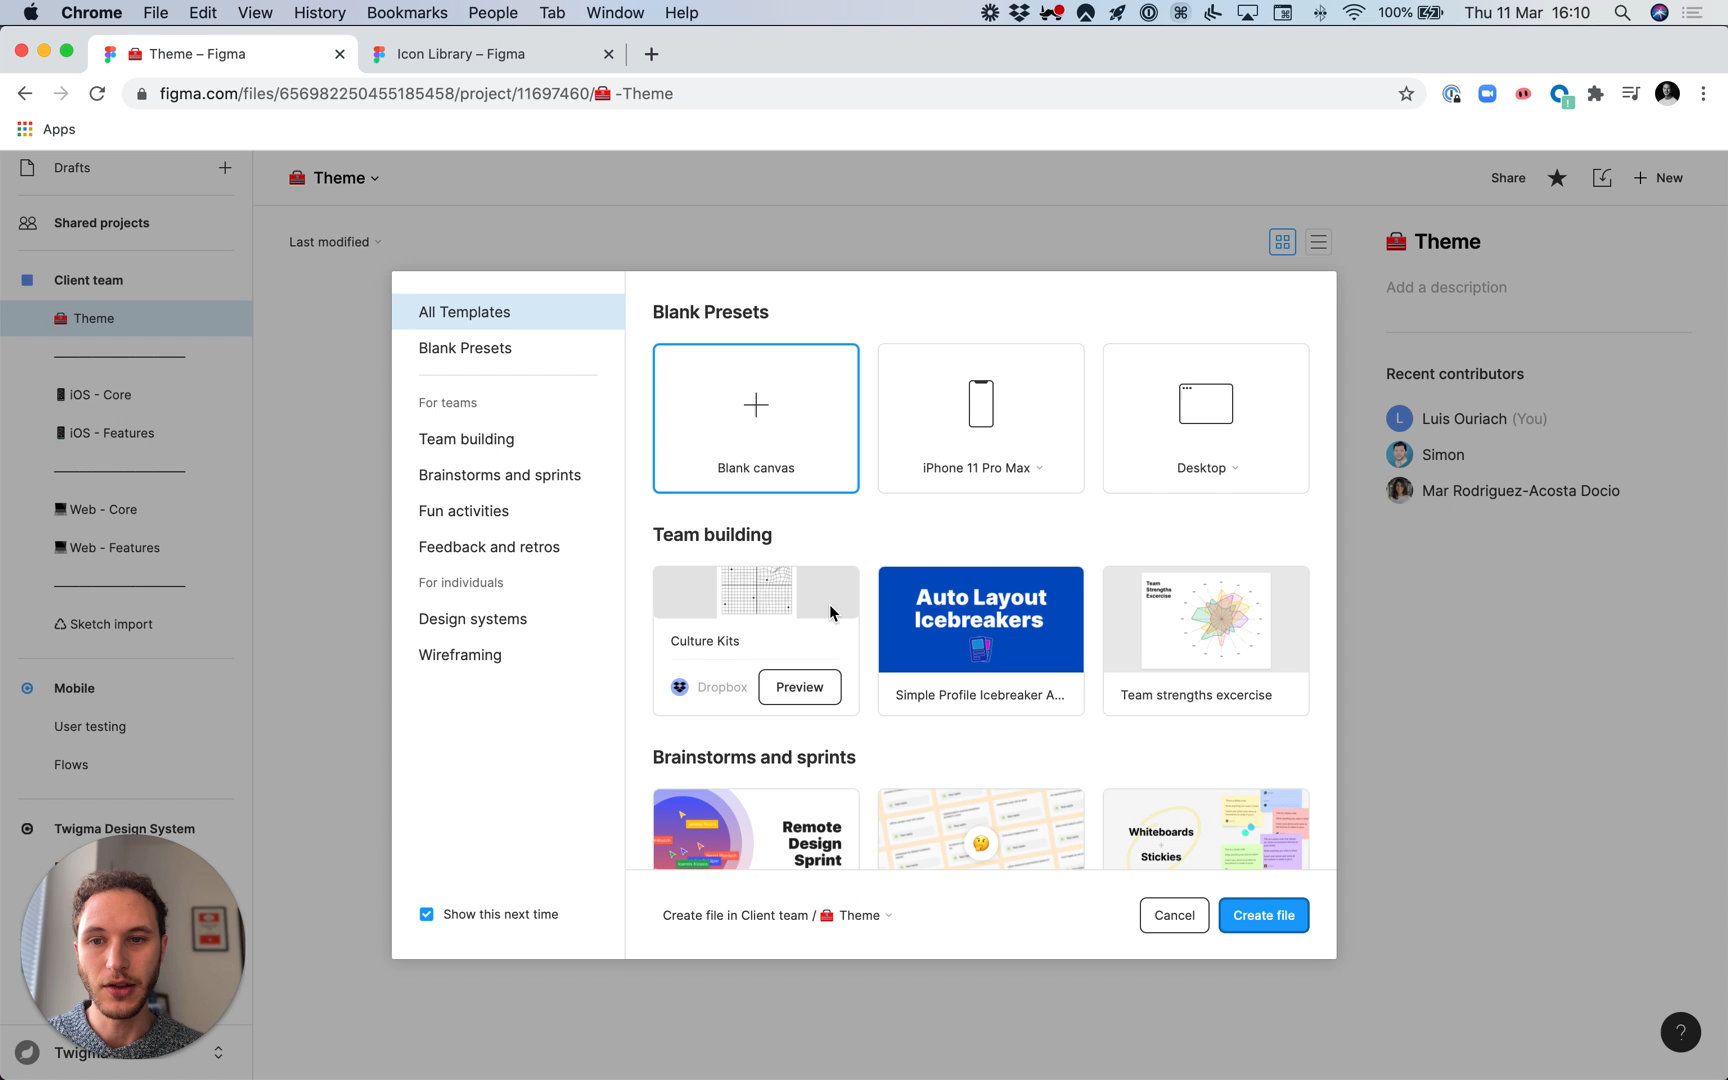 Chrome File Edit View History Bookmarks People Tab Window Help
100% Thu 11 Mar 16:10
Theme – Figma
Icon Library – Figma
figma.com/files/656982250455185458/project/11697460/🧰 -Theme
Apps
Drafts
Shared projects
Client team
Theme
iOS - Core
iOS - Features
Web - Core
Web - Features
Sketch import
Mobile
User testing
Flows
Twigma Design System
Twigma
Theme
Share
New
Last modified
All Templates
Blank Presets
For teams
Team building
Brainstorms and sprints
Fun activities
Feedback and retros
For individuals
Design systems
Wireframing
Show this next time
Blank Presets
Blank canvas
iPhone 11 Pro Max
Desktop
Team building
Culture Kits
Dropbox
Preview
Auto Layout
Icebreakers
Simple Profile Icebreaker A...
Team
Strengths
Excercise
Team strengths excercise
Brainstorms and sprints
Remote
Design
Sprint
Whiteboards
+
Stickies
Create file in Client team / 🧰 Theme
Cancel
Create file
Theme
Add a description
Recent contributors
L
Luis Ouriach (You)
Simon
Mar Rodriguez-Acosta Docio
?